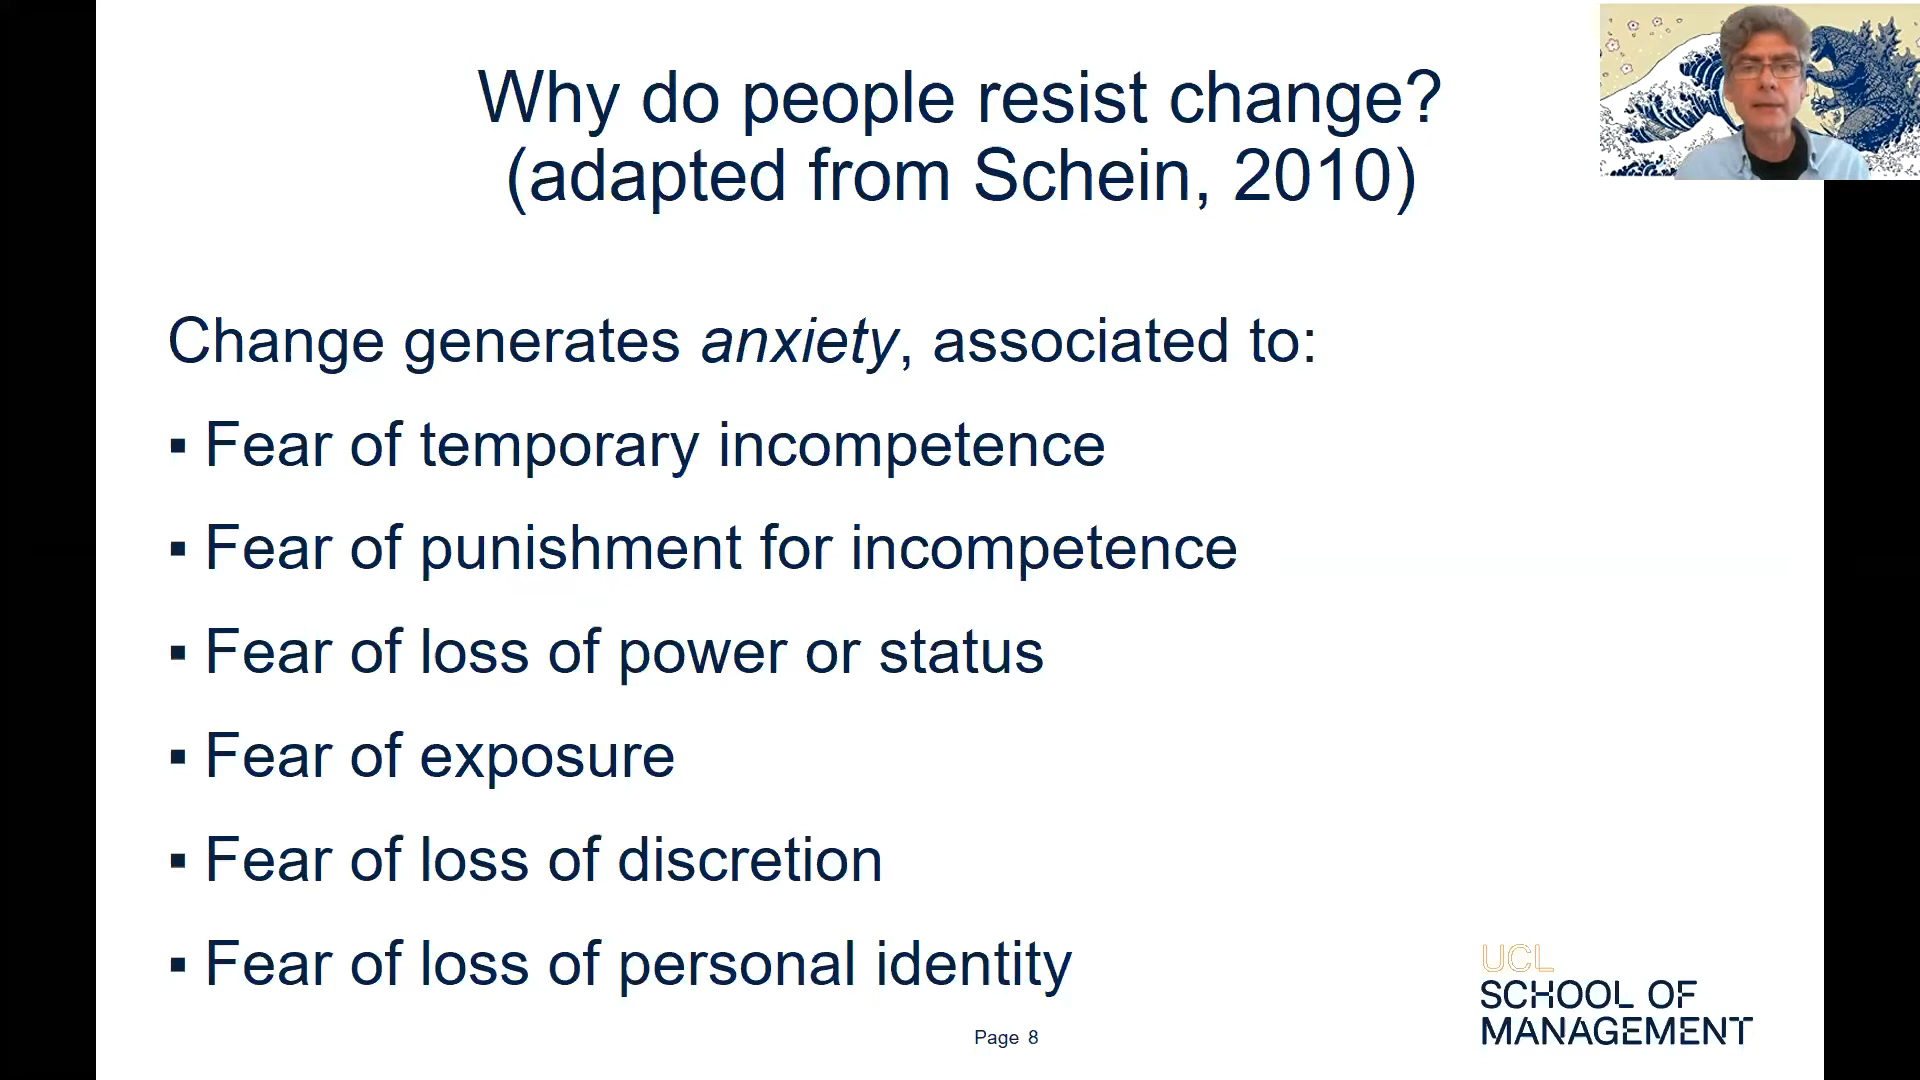 Why do people resist change?
(adapted from Schein, 2010)
Change generates anxiety, associated to:
▪ Fear of temporary incompetence
▪ Fear of punishment for incompetence
▪ Fear of loss of power or status
▪ Fear of exposure
▪ Fear of loss of discretion
▪ Fear of loss of personal identity
Page 8
UCL
SCHOOL OF
MANAGEMENT